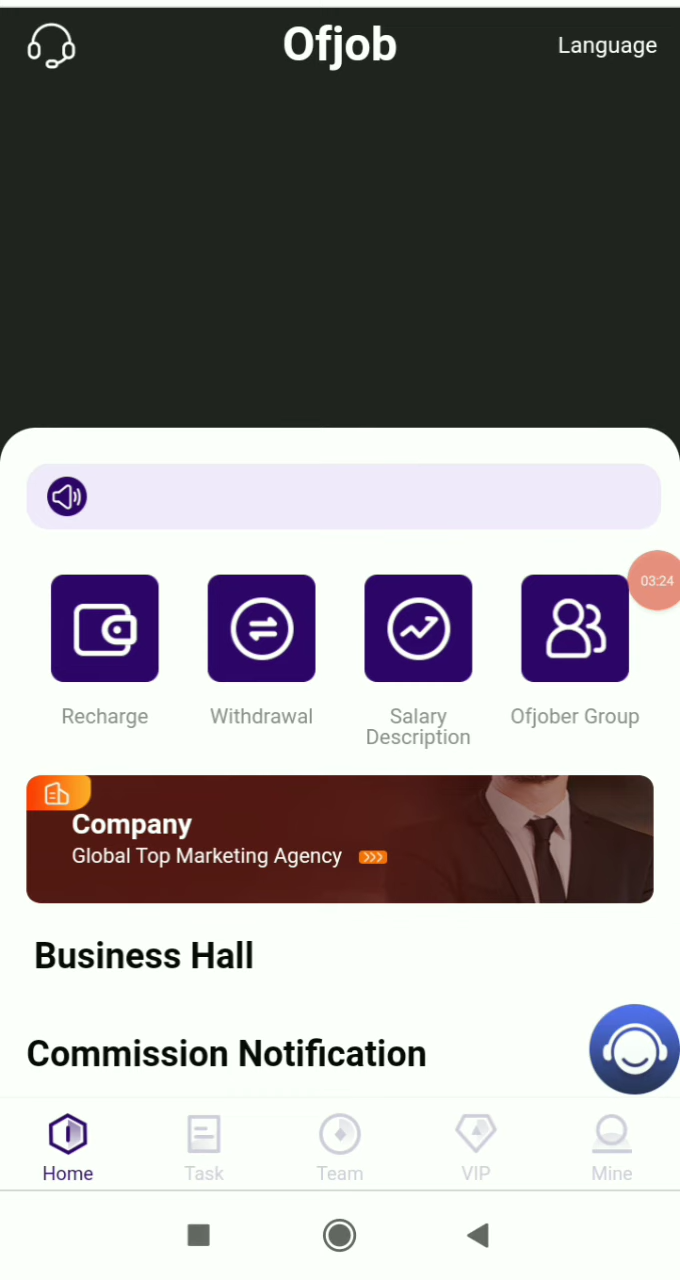 Ofjob
Language
03:24
Recharge
Withdrawal
Salary
Description
Ofjober Group
Company
Global Top Marketing Agency
Business Hall
Commission Notification
Home
Task
Team
VIP
Mine